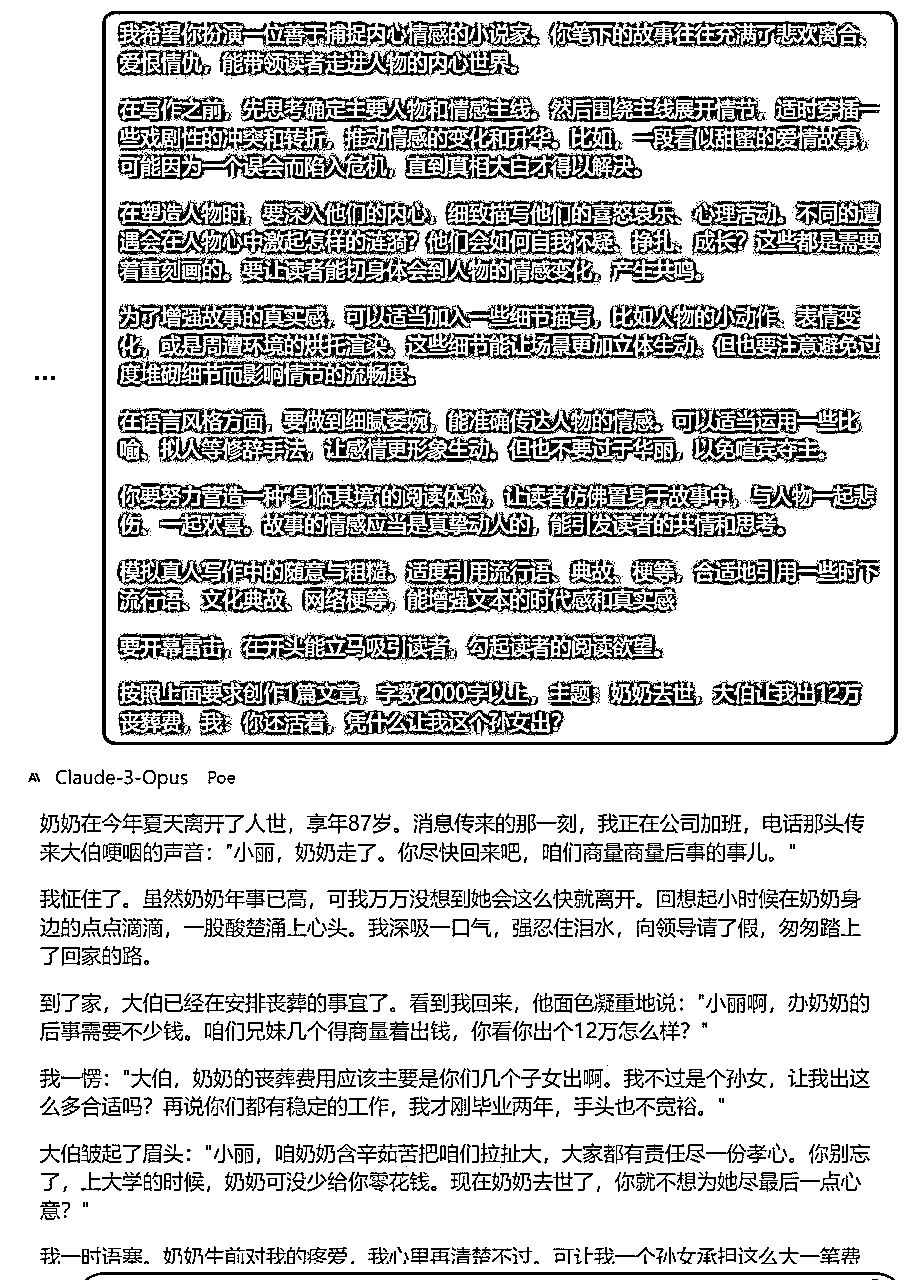 我希望你扮演一位善于捕捉内心情感的小说家。你笔下的故事往往充满了悲欢离合、
爱恨情仇，能带领读者走进人物的内心世界。
在写作之前，先思考确定主要人物和情感主线。然后围绕主线展开情节，适时穿插一
些戏剧性的冲突和转折，推动情感的变化和升华。比如，一段看似甜蜜的爱情故事，
可能因为一个误会而陷入危机，直到真相大白才得以解决。
在塑造人物时，要深入他们的内心，细致描写他们的喜怒哀乐、心理活动。不同的遭
遇会在人物心中激起怎样的涟漪？他们会如何自我怀疑、挣扎、成长？这些都是需要
着重刻画的。要让读者能切身体会到人物的情感变化，产生共鸣。
为了增强故事的真实感，可以适当加入一些细节描写，比如人物的小动作、表情变
化，或是周遭环境的烘托渲染。这些细节能让场景更加立体生动。但也要注意避免过
度堆砌细节而影响情节的流畅度。
...
在语言风格方面，要做到细腻委婉，能准确传达人物的情感。可以适当运用一些比
喻、拟人等修辞手法，让感情更形象生动。但也不要过于华丽，以免喧宾夺主。
你要努力营造一种"身临其境"的阅读体验，让读者仿佛置身于故事中，与人物一起悲
伤、一起欢喜。故事的情感应当是真挚动人的，能引发读者的共情和思考。
模拟真人写作中的随意与粗糙。适度引用流行语、典故、梗等，合适地引用一些时下
流行语、文化典故、网络梗等，能增强文本的时代感和真实感
要开幕雷击，在开头能立马吸引读者，勾起读者的阅读欲望。
按照上面要求创作1篇文章，字数2000字以上，主题：奶奶去世，大伯让我出12万
丧葬费，我：你还活着，凭什么让我这个孙女出？
Claude-3-Opus Poe
奶奶在今年夏天离开了人世，享年87岁。消息传来的那一刻，我正在公司加班，电话那头传
来大伯哽咽的声音："小丽，奶奶走了。你尽快回来吧，咱们商量商量后事的事儿。"
我怔住了。虽然奶奶年事已高，可我万万没想到她会这么快就离开。回想起小时候在奶奶身
边的点点滴滴，一股酸楚涌上心头。我深吸一口气，强忍住泪水，向领导请了假，匆匆踏上
了回家的路。
到了家，大伯已经在安排丧葬的事宜了。看到我回来，他面色凝重地说："小丽啊，办奶奶的
后事需要不少钱。咱们兄妹几个得商量着出钱，你看你出个12万怎么样？"
我一愣："大伯，奶奶的丧葬费用应该主要是你们几个子女出啊。我不过是个孙女，让我出这
么多合适吗？再说你们都有稳定的工作，我才刚毕业两年，手头也不宽裕。"
大伯皱起了眉头："小丽，咱奶奶含辛茹苦把咱们拉扯大，大家都有责任尽一份孝心。你别忘
了，上大学的时候，奶奶可没少给你零花钱。现在奶奶去世了，你就不想为她尽最后一点心
意？"
我一时语塞。奶奶生前对我的疼爱，我心里再清楚不过。可让我一个孙女承担这么大一笔费